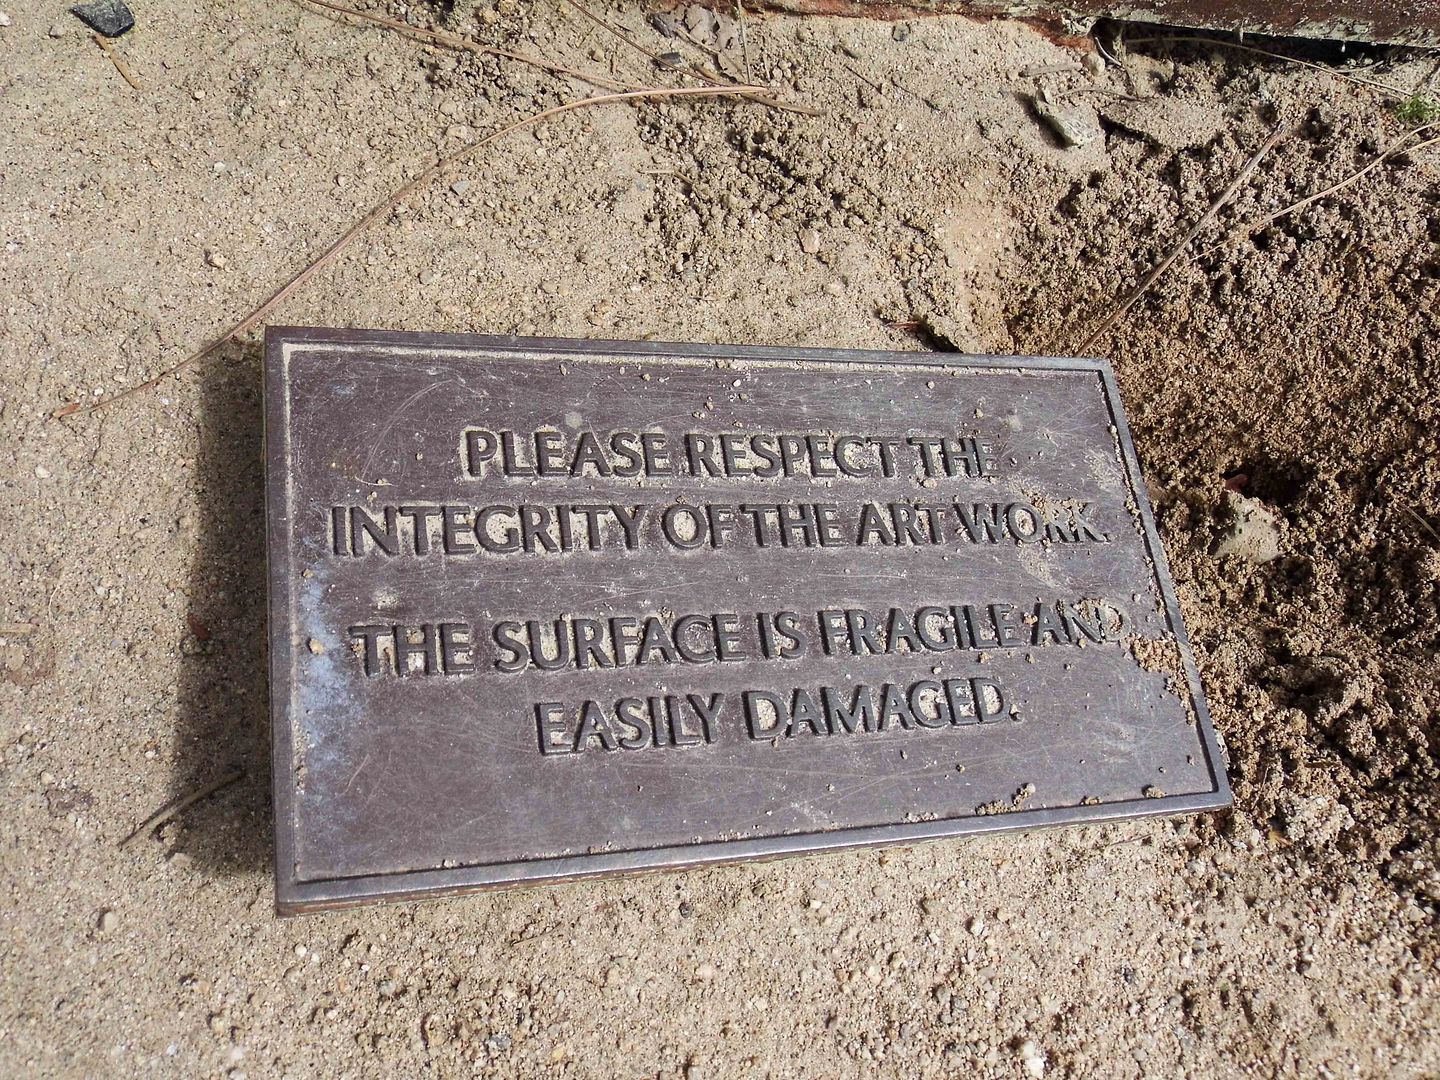 PLEASE RESPECT THE
INTEGRITY OF THE ART WORK.
THE SURFACE IS FRAGILE AND
EASILY DAMAGED.